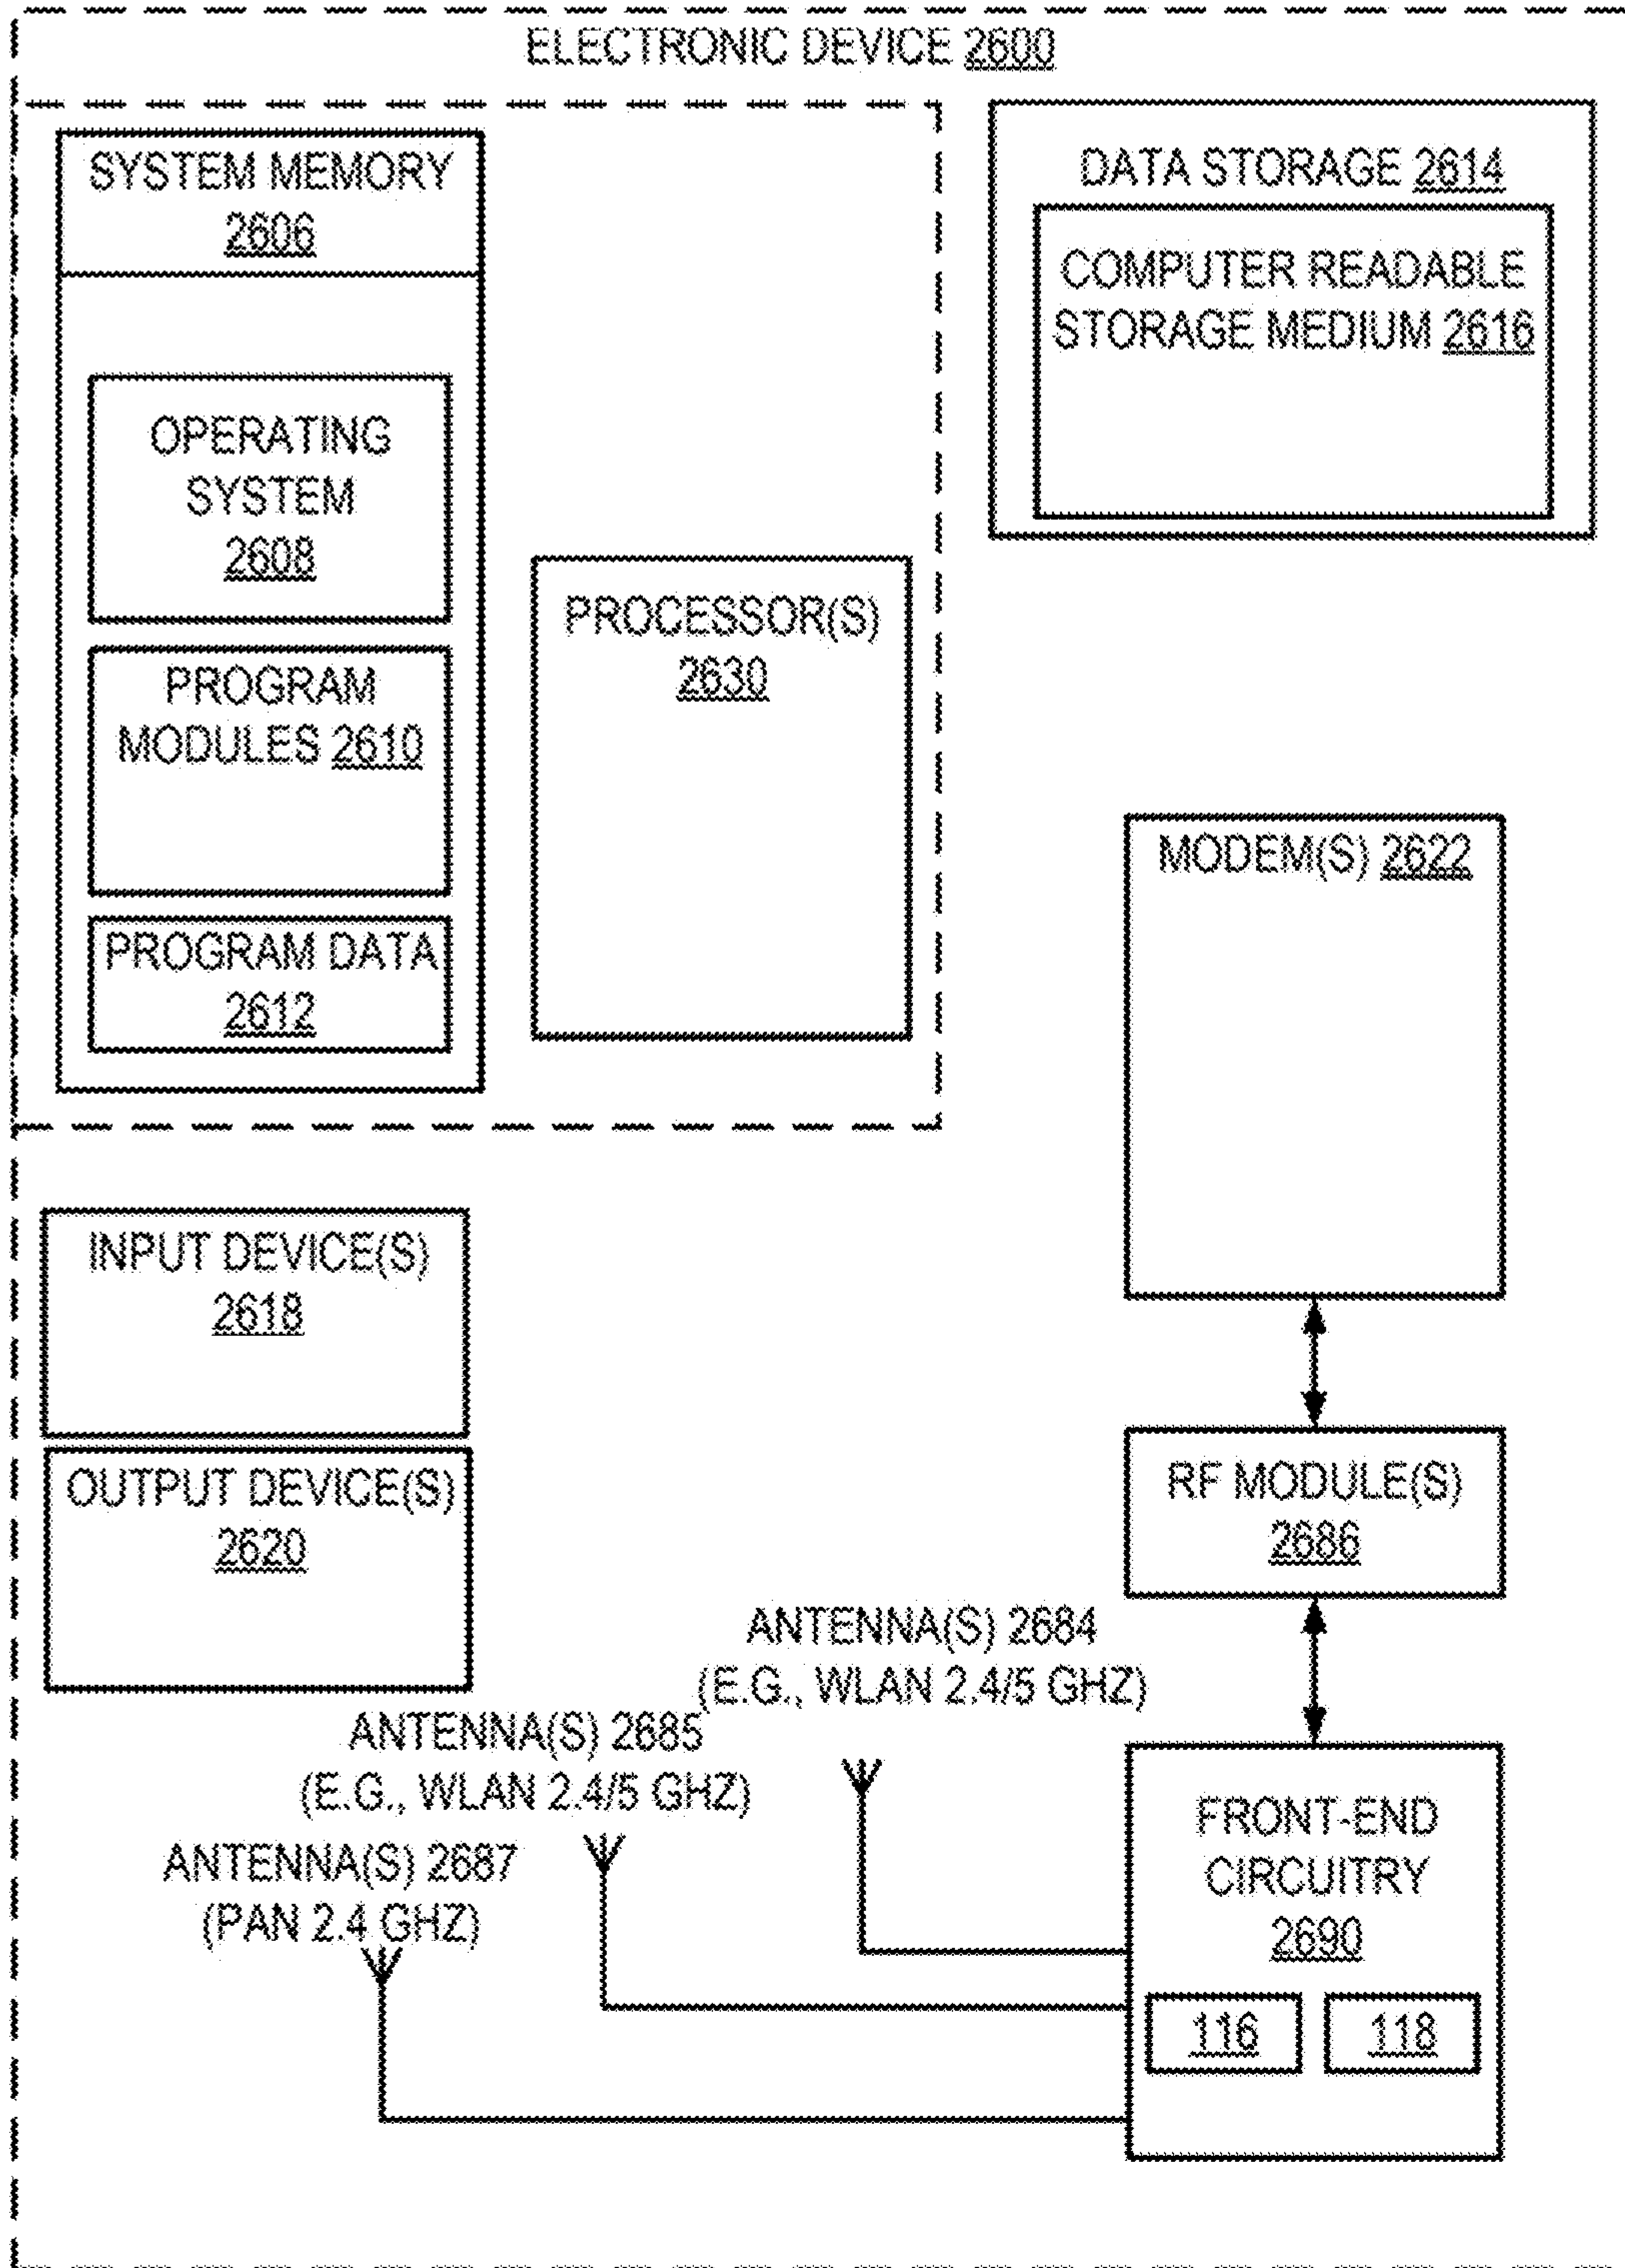 ELECTRONIC DEVICE 2600
SYSTEM MEMORY
2606
OPERATING
SYSTEM
2608
PROGRAM
MODULES 2610
PROGRAM DATA
2612
PROCESSOR(S)
2630
DATA STORAGE 2614
COMPUTER READABLE
STORAGE MEDIUM 2616
MODEM(S) 2622
INPUT DEVICE(S)
2618
OUTPUT DEVICE(S)
2620
RF MODULE(S)
2686
ANTENNA(S) 2684
(E.G., WLAN 2.4/5 GHZ)
ANTENNA(S) 2685
(E.G., WLAN 2.4/5 GHZ)
ANTENNA(S) 2687
(PAN 2.4 GHZ)
FRONT-END
CIRCUITRY
2690
116
118